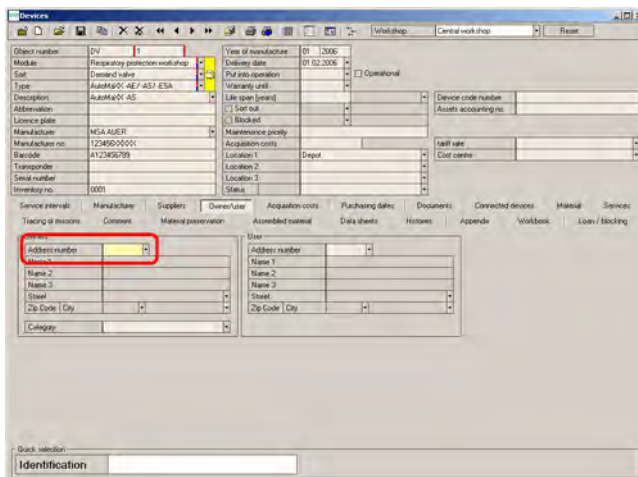 Devices
Workshop Central workshop Reset
Object number DV 1 Year of manufacture 01 2006
Module Respiratory protection workshop Delivery date 01.02.2006
Sort Demand valve Put into operation Operational
Type AutoMaXX-AE/-AS/-ESA Warranty until
Description AutoMaXX-AS Life span [years] Device code number
Abbreviation Sort out Assets accounting no.
Licence plate Blocked
Manufacturer MSA AUER Maintenance priority
Manufacturer no. Acquisition costs tariff rate
Barcode A123456789 Location 1 Depot Cost centre
Transponder Location 2
Serial number Location 3
Inventory no. 0001 Status
Service intervals Manufacturer Suppliers Owner/user Acquisition costs Purchasing dates Documents Connected devices Material Services
Tracing of missions Comment Material preservation Assembled material Data sheets Histories Appendix Workbook Loan / blocking
User
Address number Address number
Name 1
Name 2 Name 2
Name 3 Name 3
Street Street
Zip Code City Zip Code City
Category
Quick selection
Identification